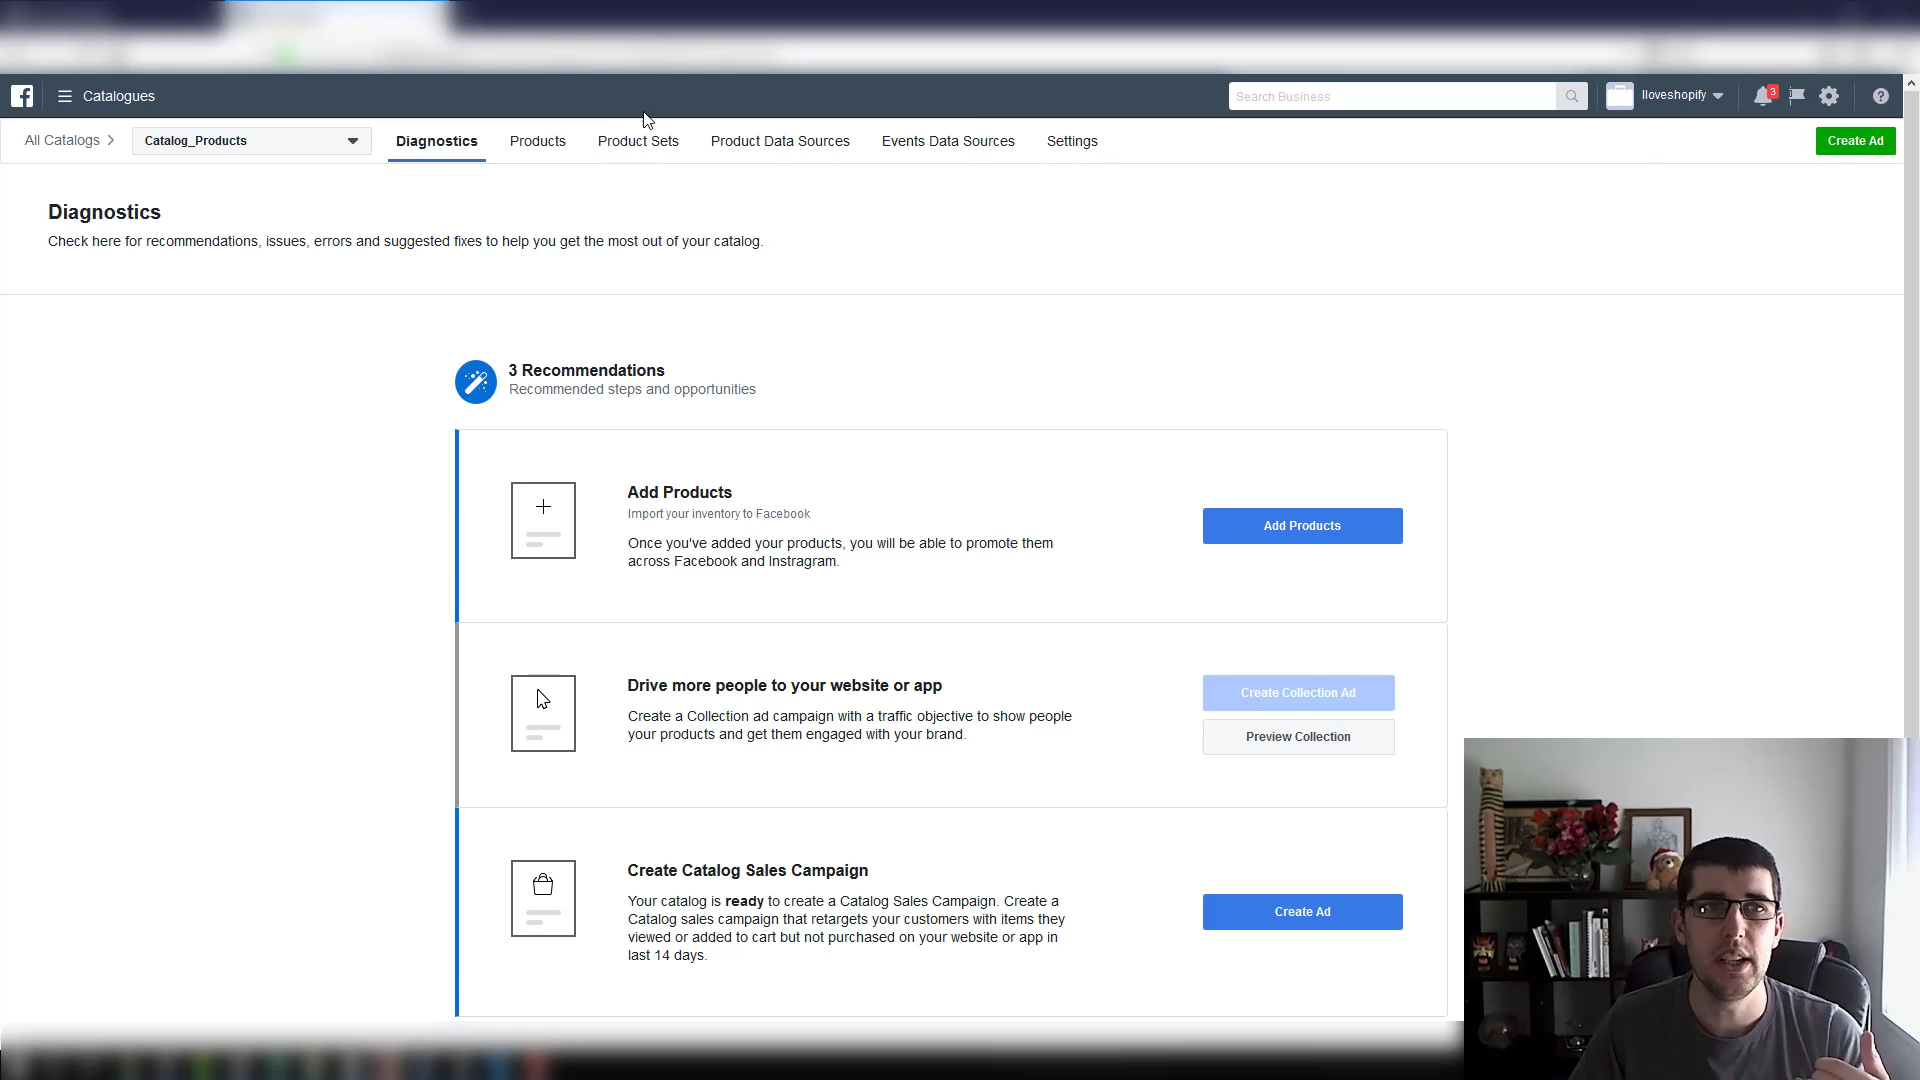 Catalogues
Search Business
Iloveshopify
3
All Catalogs
Catalog_Products
Diagnostics
Products
Product Sets
Product Data Sources
Events Data Sources
Settings
Create Ad
Diagnostics
Check here for recommendations, issues, errors and suggested fixes to help you get the most out of your catalog.
3 Recommendations
Recommended steps and opportunities
Add Products
Import your inventory to Facebook
Once you've added your products, you will be able to promote them
across Facebook and Instragram.
Add Products
Drive more people to your website or app
Create a Collection ad campaign with a traffic objective to show people
your products and get them engaged with your brand.
Create Collection Ad
Preview Collection
Create Catalog Sales Campaign
Your catalog is ready to create a Catalog Sales Campaign. Create a
Catalog sales campaign that retargets your customers with items they
viewed or added to cart but not purchased on your website or app in
last 14 days.
Create Ad